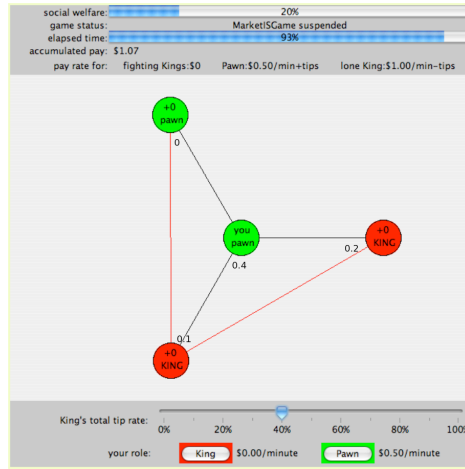 social welfare: 20%
game status: MarketISGame suspended
elapsed time: 93%
accumulated pay: $1.07
pay rate for: fighting Kings:$0 Pawn:$0.50/min+tips lone King:$1.00/min-tips
+0
pawn
0
you
pawn
0.4
+0
KING
0.2
+0
KING
0.1
King's total tip rate:
0% 20% 40% 60% 80% 100%
your role: King $0.00/minute Pawn $0.50/minute